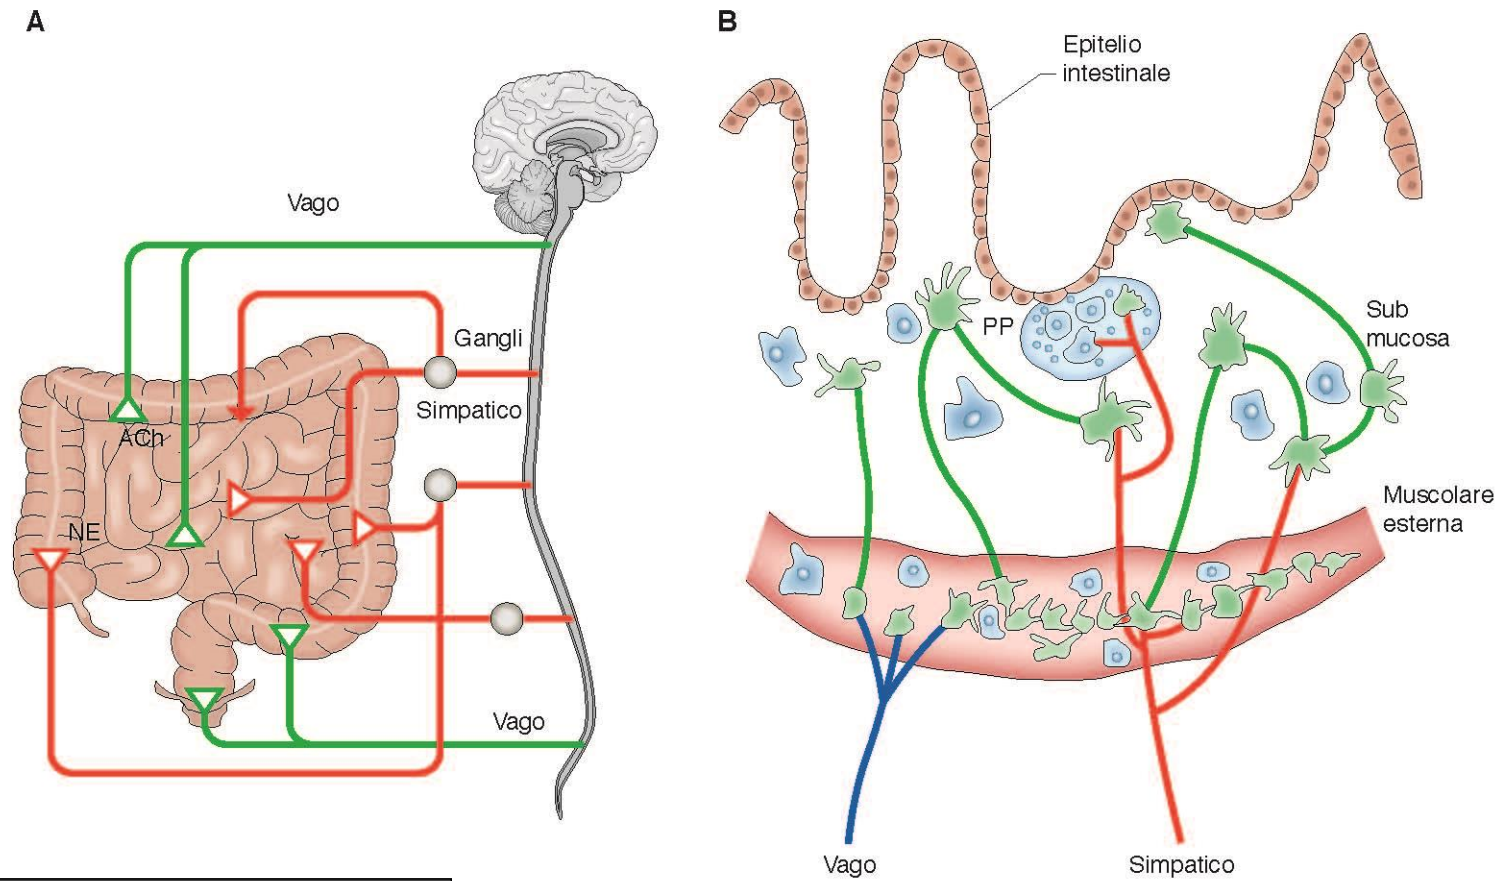 A
Vago
Gangli
Simpatico
ACh
NE
Vago
B
Epitelio
intestinale
PP
Sub
mucosa
Muscolare
esterna
Vago
Simpatico